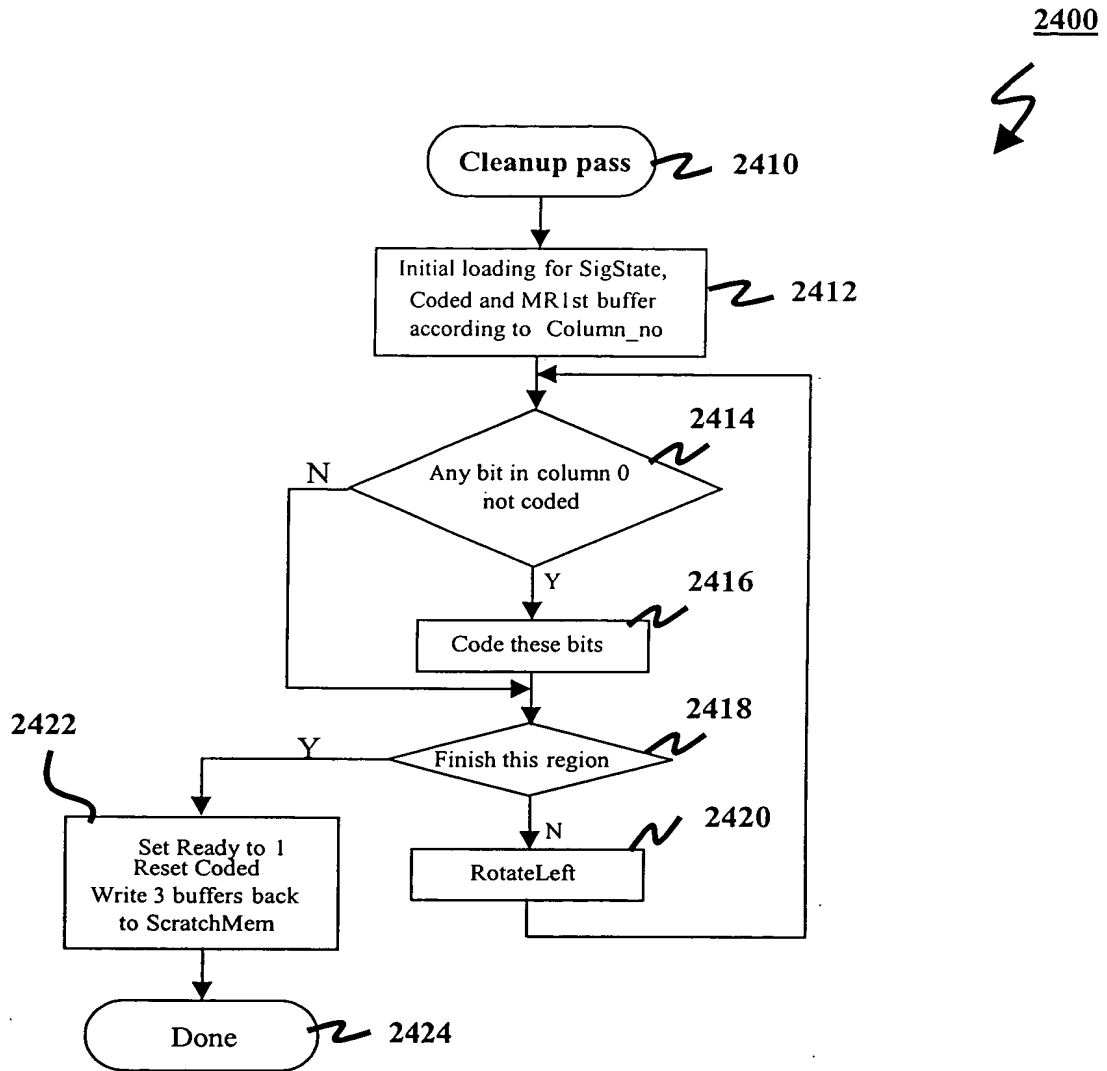 2400
Cleanup pass
2410
Initial loading for SigState,
Coded and MR1st buffer
according to Column_no
2412
2414
N
Any bit in column 0
not coded
Y
2416
Code these bits
2418
2422
Y
Finish this region
N
2420
Set Ready to 1
Reset Coded
Write 3 buffers back
to ScratchMem
RotateLeft
Done
2424